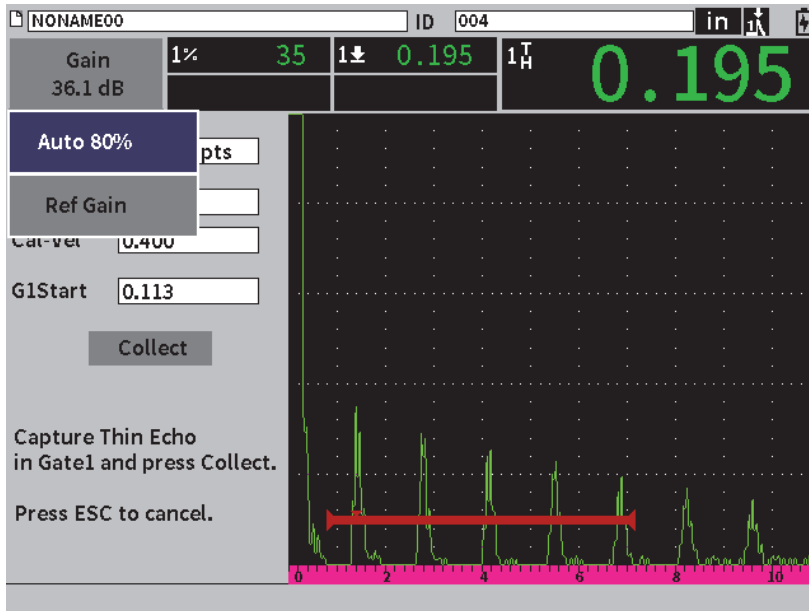 NONAME00 ID 004 in
Gain 36.1 dB
1% 35
1 0.195
1 T H 0.195
Auto 80%
pts
Ref Gain
Cal-Vel 0.400
G1Start 0.113
Collect
Capture Thin Echo
in Gate1 and press Collect.
Press ESC to cancel.
0 2 4 6 8 10